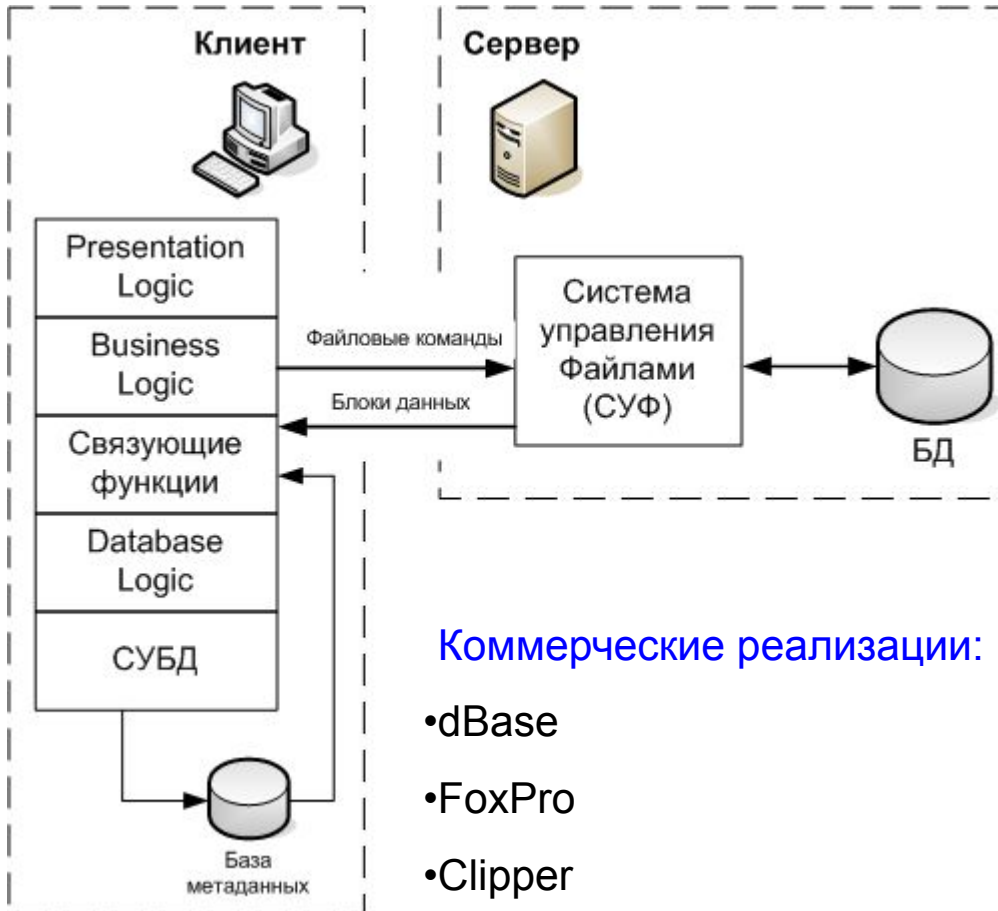 Клиент
Сервер
Presentation
Logic
Business
Logic
Связующие
функции
Database
Logic
СУБД
База
метаданных
Файловые команды
Блоки данных
Система
управления
Файлами
(СУФ)
БД
Коммерческие реализации:
•dBase
•FoxPro
•Clipper